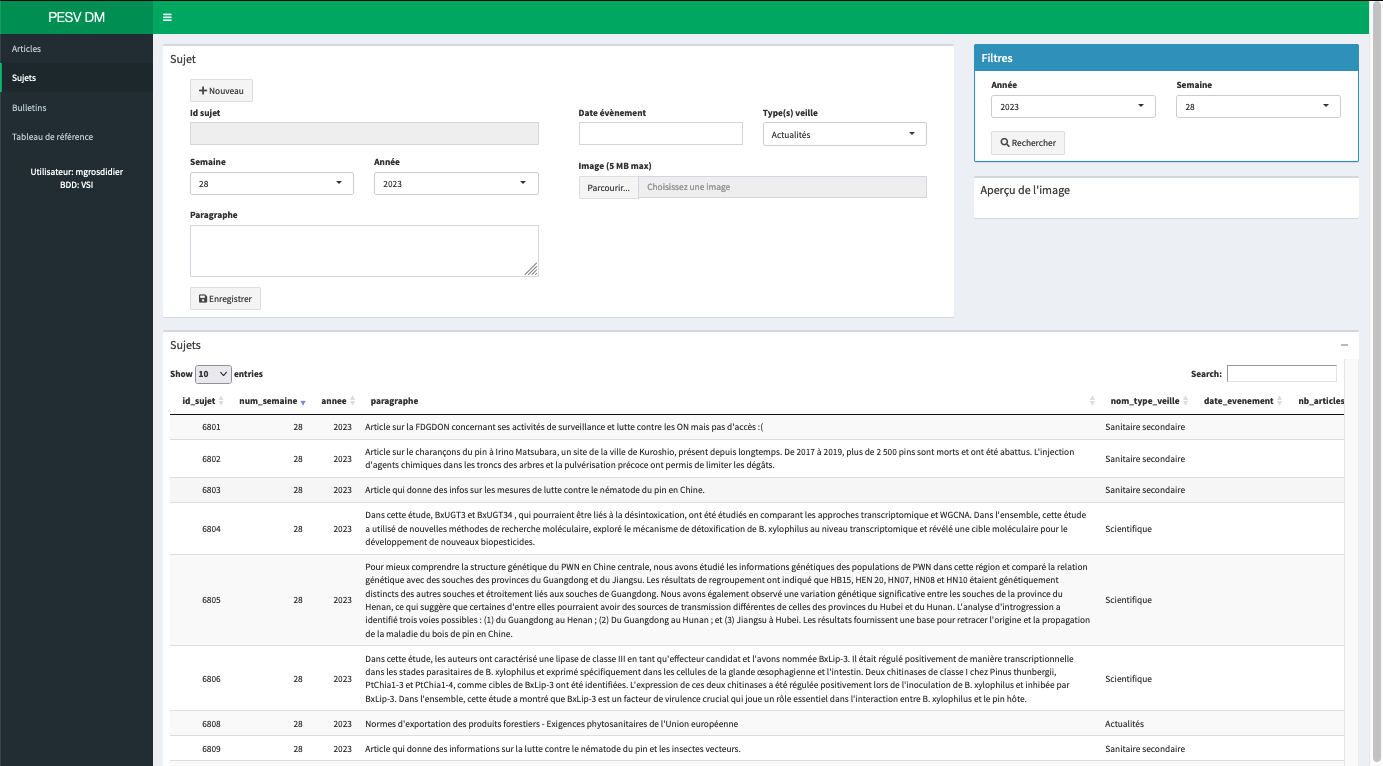 PESV DM
Articles
Sujets
Bulletins
Tableau de référence
Utilisateur: mgrosdidier
BDD: VSI
Sujet
Nouveau
Id sujet
Date évènement
Type(s) veille
Actualités
Semaine
Année
28
2023
Image (5 MB max)
Parcourir...
Choisissez une image
Paragraphe
Enregistrer
Filtres
Année
Semaine
2023
28
Rechercher
Aperçu de l'image
Sujets
Show 10 entries
Search:
id_sujet num_semaine annee paragraphe nom_type_veille date_evenement nb_articles
6801 28 2023 Article sur la FDGDON concernant ses activités de surveillance et lutte contre les ON mais pas d'accès :( Sanitaire secondaire
6802 28 2023 Article sur le charançons du pin à Irino Matsubara, un site de la ville de Kuroshio, présent depuis longtemps. De 2017 à 2019, plus de 2 500 pins sont morts et ont été abattus. L'injection Sanitaire secondaire
d'agents chimiques dans les troncs des arbres et la pulvérisation précoce ont permis de limiter les dégâts.
6803 28 2023 Article qui donne des infos sur les mesures de lutte contre le nématode du pin en Chine. Sanitaire secondaire
6804 28 2023 Dans cette étude, BxUGT3 et BxUGT34 , qui pourraient être liés à la désintoxication, ont été étudiés en comparant les approches transcriptomique et WGCNA. Dans l'ensemble, cette étude Scientifique
a utilisé de nouvelles méthodes de recherche moléculaire, exploré le mécanisme de détoxification de B. xylophilus au niveau transcriptomique et révélé une cible moléculaire pour le
développement de nouveaux biopesticides.
6805 28 2023 Pour mieux comprendre la structure génétique du PWN en Chine centrale, nous avons étudié les informations génétiques des populations de PWN dans cette région et comparé la relation Scientifique
génétique avec des souches des provinces du Guangdong et du Jiangsu. Les résultats de regroupement ont indiqué que HB15, HEN 20, HN07, HN08 et HN10 étaient génétiquement
distincts des autres souches et étroitement liés aux souches de Guangdong. Nous avons également observé une variation génétique significative entre les souches de la province du
Henan, ce qui suggère que certaines d'entre elles pourraient avoir des sources de transmission différentes de celles des provinces du Hubei et du Hunan. L'analyse d'introgression a
identifié trois voies possibles : (1) du Guangdong au Henan ; (2) Du Guangdong au Hunan ; et (3) Jiangsu à Hubei. Les résultats fournissent une base pour retracer l'origine et la propagation
de la maladie du bois de pin en Chine.
6806 28 2023 Dans cette étude, les auteurs ont caractérisé une lipase de classe III en tant qu'effecteur candidat et l'avons nommée BxLip-3. Il était régulé positivement de manière transcriptionnelle Scientifique
dans les stades parasitaires de B. xylophilus et exprimé spécifiquement dans les cellules de la glande œsophagienne et l'intestin. Deux chitinases de classe I chez Pinus thunbergii,
PtChia1-3 et PtChia1-4, comme cibles de BxLip-3 ont été identifiées. L'expression de ces deux chitinases a été régulée positivement lors de l'inoculation de B. xylophilus et inhibée par
BxLip-3. Dans l'ensemble, cette étude a montré que BxLip-3 est un facteur de virulence crucial qui joue un rôle essentiel dans l'interaction entre B. xylophilus et le pin hôte.
6808 28 2023 Normes d'exportation des produits forestiers - Exigences phytosanitaires de l'Union européenne Actualités
6809 28 2023 Article qui donne des informations sur la lutte contre le nématode du pin et les insectes vecteurs. Sanitaire secondaire